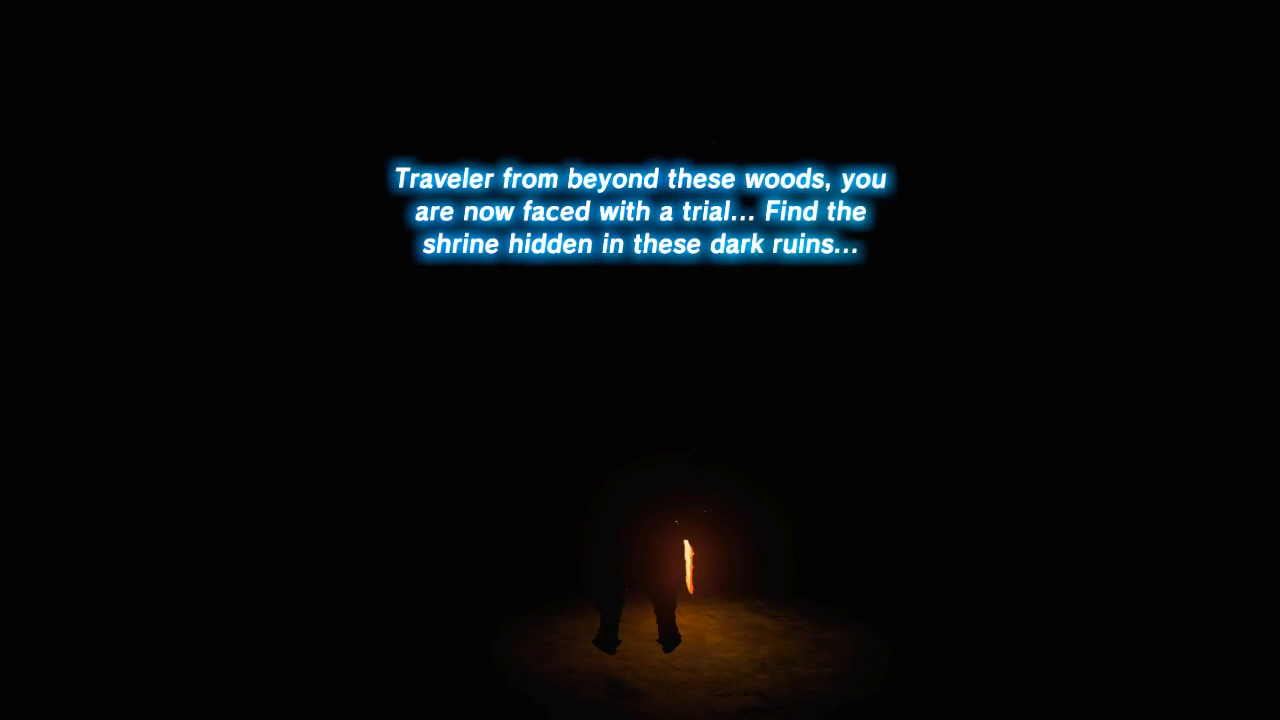 Traveler from beyond these woods, you
are now faced with a trial... Find the
shrine hidden in these dark ruins...